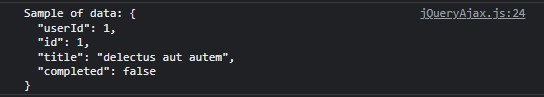 Sample of data: { jQueryAjax.js:24
"userId": 1,
"id": 1,
"title": "delectus aut autem",
"completed": false
}